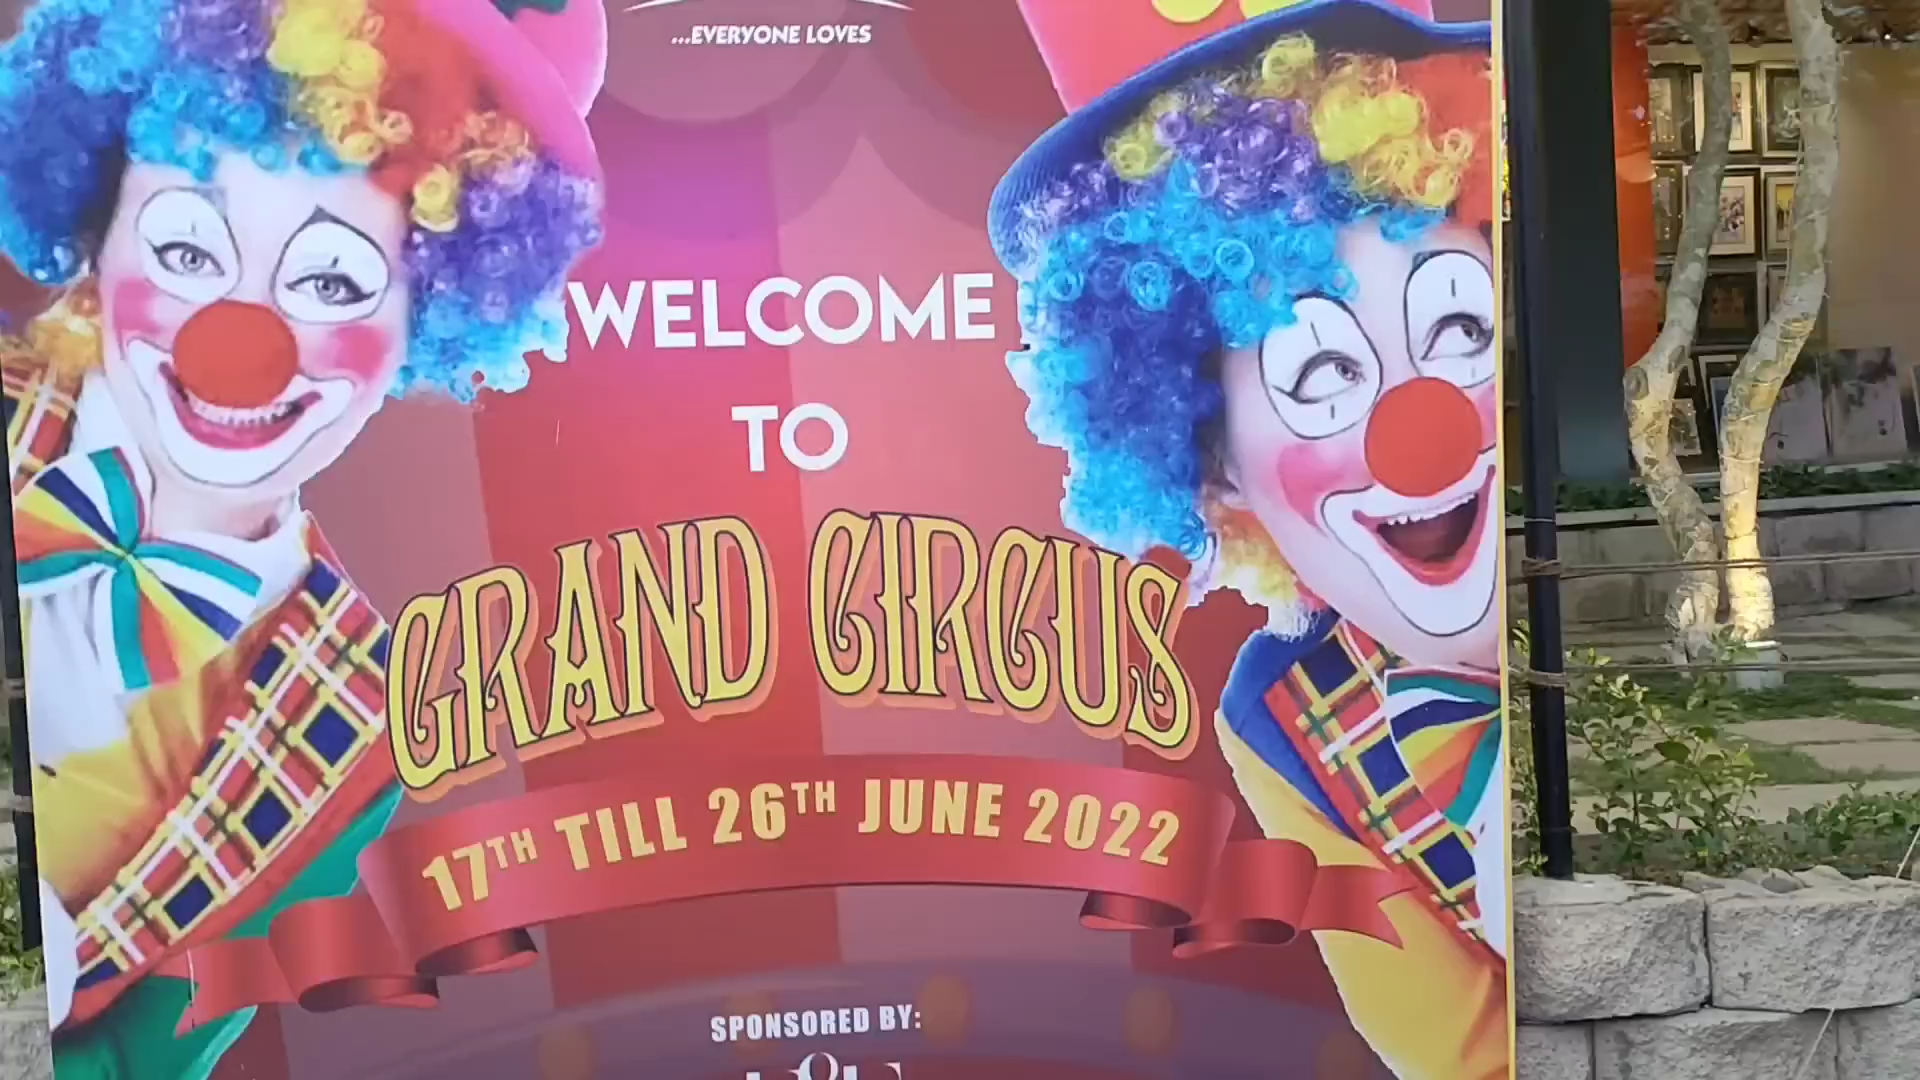 ...EVERYONE LOVES
WELCOME
TO
GRAND CIRCUS
17TH TILL 26TH JUNE 2022
SPONSORED BY: